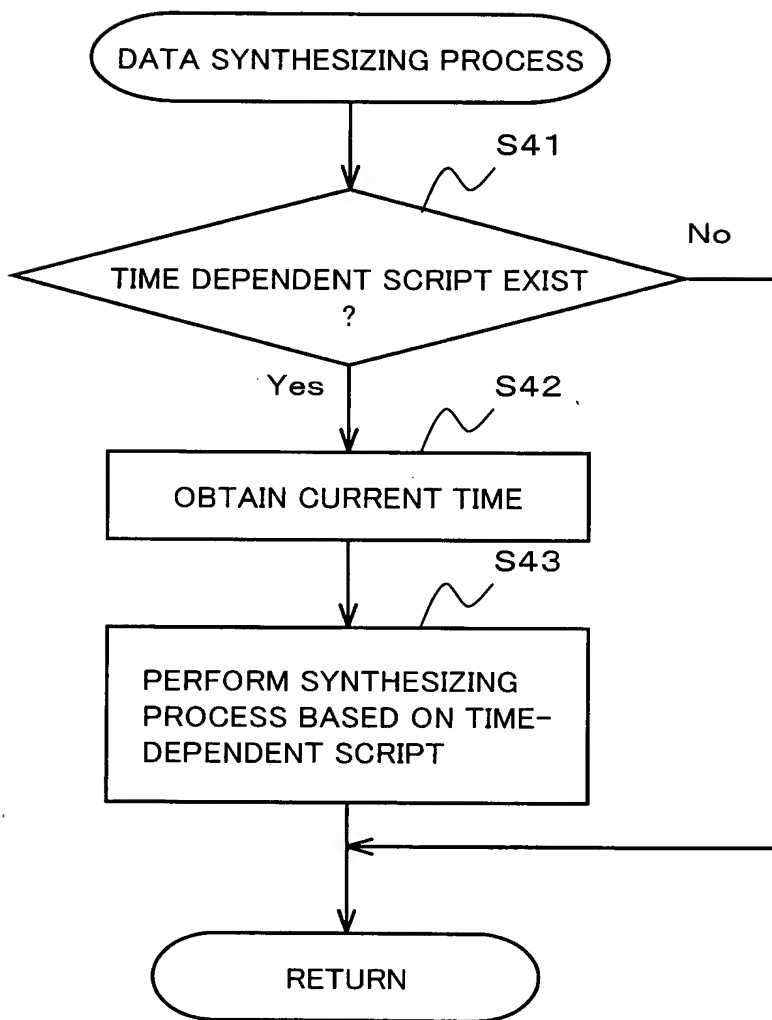 DATA SYNTHESIZING PROCESS
S41
No
TIME DEPENDENT SCRIPT EXIST
?
Yes
S42
OBTAIN CURRENT TIME
S43
PERFORM SYNTHESIZING
PROCESS BASED ON TIME-
DEPENDENT SCRIPT
RETURN